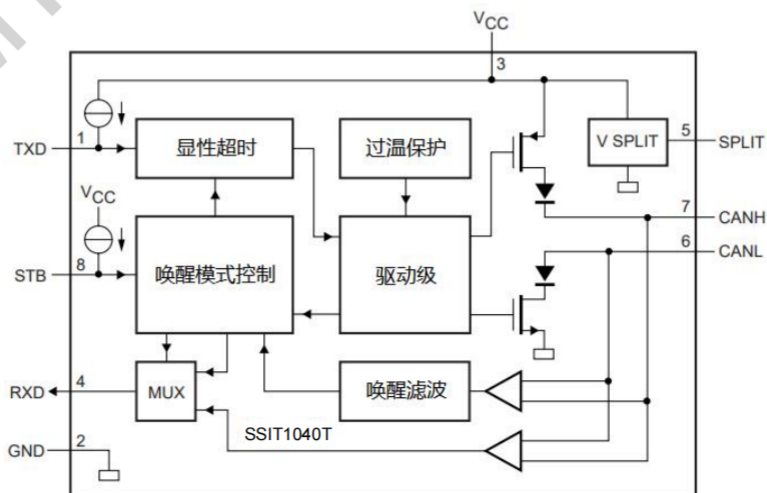 VCC
3
TXD
1
显性超时
过温保护
V SPLIT
5
SPLIT
VCC
7
CANH
STB
8
唤醒模式控制
驱动级
6
CANL
RXD
4
MUX
唤醒滤波
GND
2
SSIT1040T